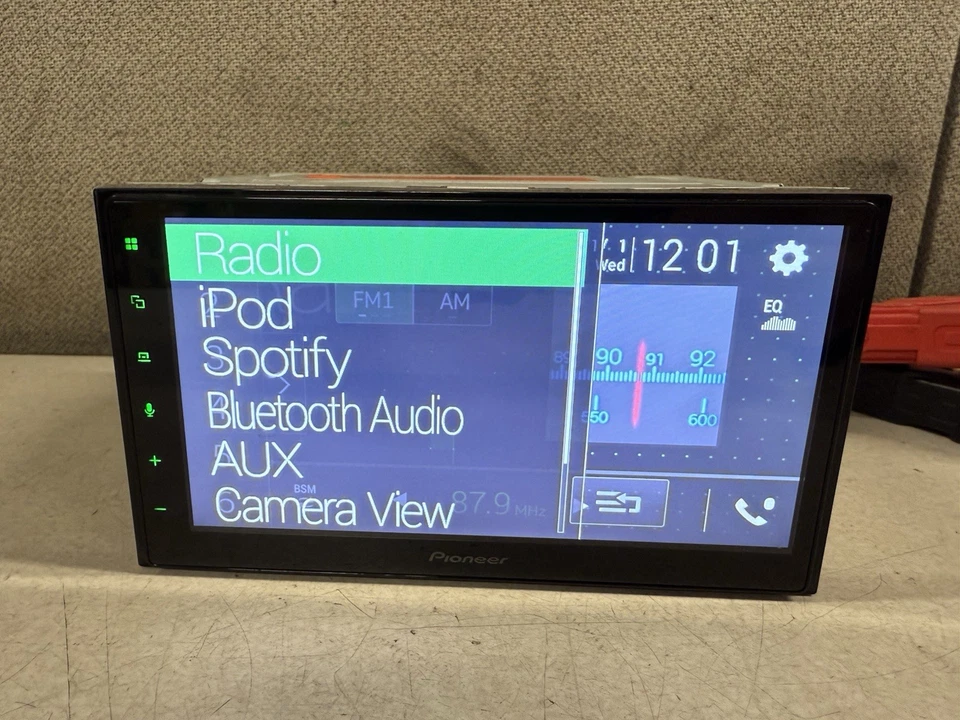 Radio
iPod
Spotify
Bluetooth Audio
AUX
Camera View
FM1 AM
BSM
87.9 MHz
Wed 12 01
EQ
89 90 91 92
550 600
Pioneer